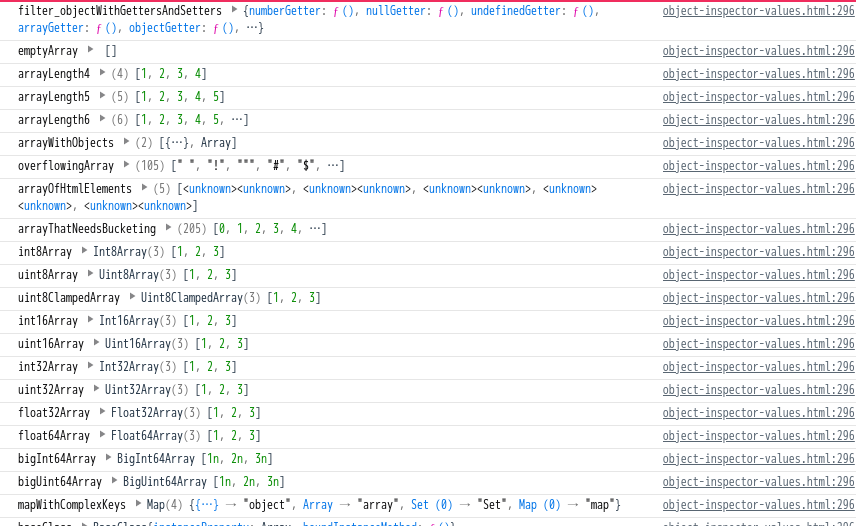 filter_objectWithGettersAndSetters ▶ {numberGetter: ƒ (), nullGetter: ƒ (), undefinedGetter: ƒ (), object-inspector-values.html:296
arrayGetter: ƒ (), objectGetter: ƒ (), …}
emptyArray ▶ [] object-inspector-values.html:296
arrayLength4 ▶ (4) [1, 2, 3, 4] object-inspector-values.html:296
arrayLength5 ▶ (5) [1, 2, 3, 4, 5] object-inspector-values.html:296
arrayLength6 ▶ (6) [1, 2, 3, 4, 5, …] object-inspector-values.html:296
arrayWithObjects ▶ (2) [{…}, Array] object-inspector-values.html:296
overflowingArray ▶ (105) [" ", "!", """, "#", "$", …] object-inspector-values.html:296
arrayOfHtmlElements ▶ (5) [<unknown><unknown>, <unknown><unknown>, <unknown><unknown>, <unknown> object-inspector-values.html:296
<unknown>, <unknown><unknown>]
arrayThatNeedsBucketing ▶ (205) [0, 1, 2, 3, 4, …] object-inspector-values.html:296
int8Array ▶ Int8Array(3) [1, 2, 3] object-inspector-values.html:296
uint8Array ▶ Uint8Array(3) [1, 2, 3] object-inspector-values.html:296
uint8ClampedArray ▶ Uint8ClampedArray(3) [1, 2, 3] object-inspector-values.html:296
int16Array ▶ Int16Array(3) [1, 2, 3] object-inspector-values.html:296
uint16Array ▶ Uint16Array(3) [1, 2, 3] object-inspector-values.html:296
int32Array ▶ Int32Array(3) [1, 2, 3] object-inspector-values.html:296
uint32Array ▶ Uint32Array(3) [1, 2, 3] object-inspector-values.html:296
float32Array ▶ Float32Array(3) [1, 2, 3] object-inspector-values.html:296
float64Array ▶ Float64Array(3) [1, 2, 3] object-inspector-values.html:296
bigInt64Array ▶ BigInt64Array [1n, 2n, 3n] object-inspector-values.html:296
bigUint64Array ▶ BigUint64Array [1n, 2n, 3n] object-inspector-values.html:296
mapWithComplexKeys ▶ Map(4) {{…} → "object", Array → "array", Set (0) → "Set", Map (0) → "map"} object-inspector-values.html:296
baseClass ▶ BaseClass{instanceProperty: Array, boundInstanceMethod: ƒ ()} object-inspector-values.html:296